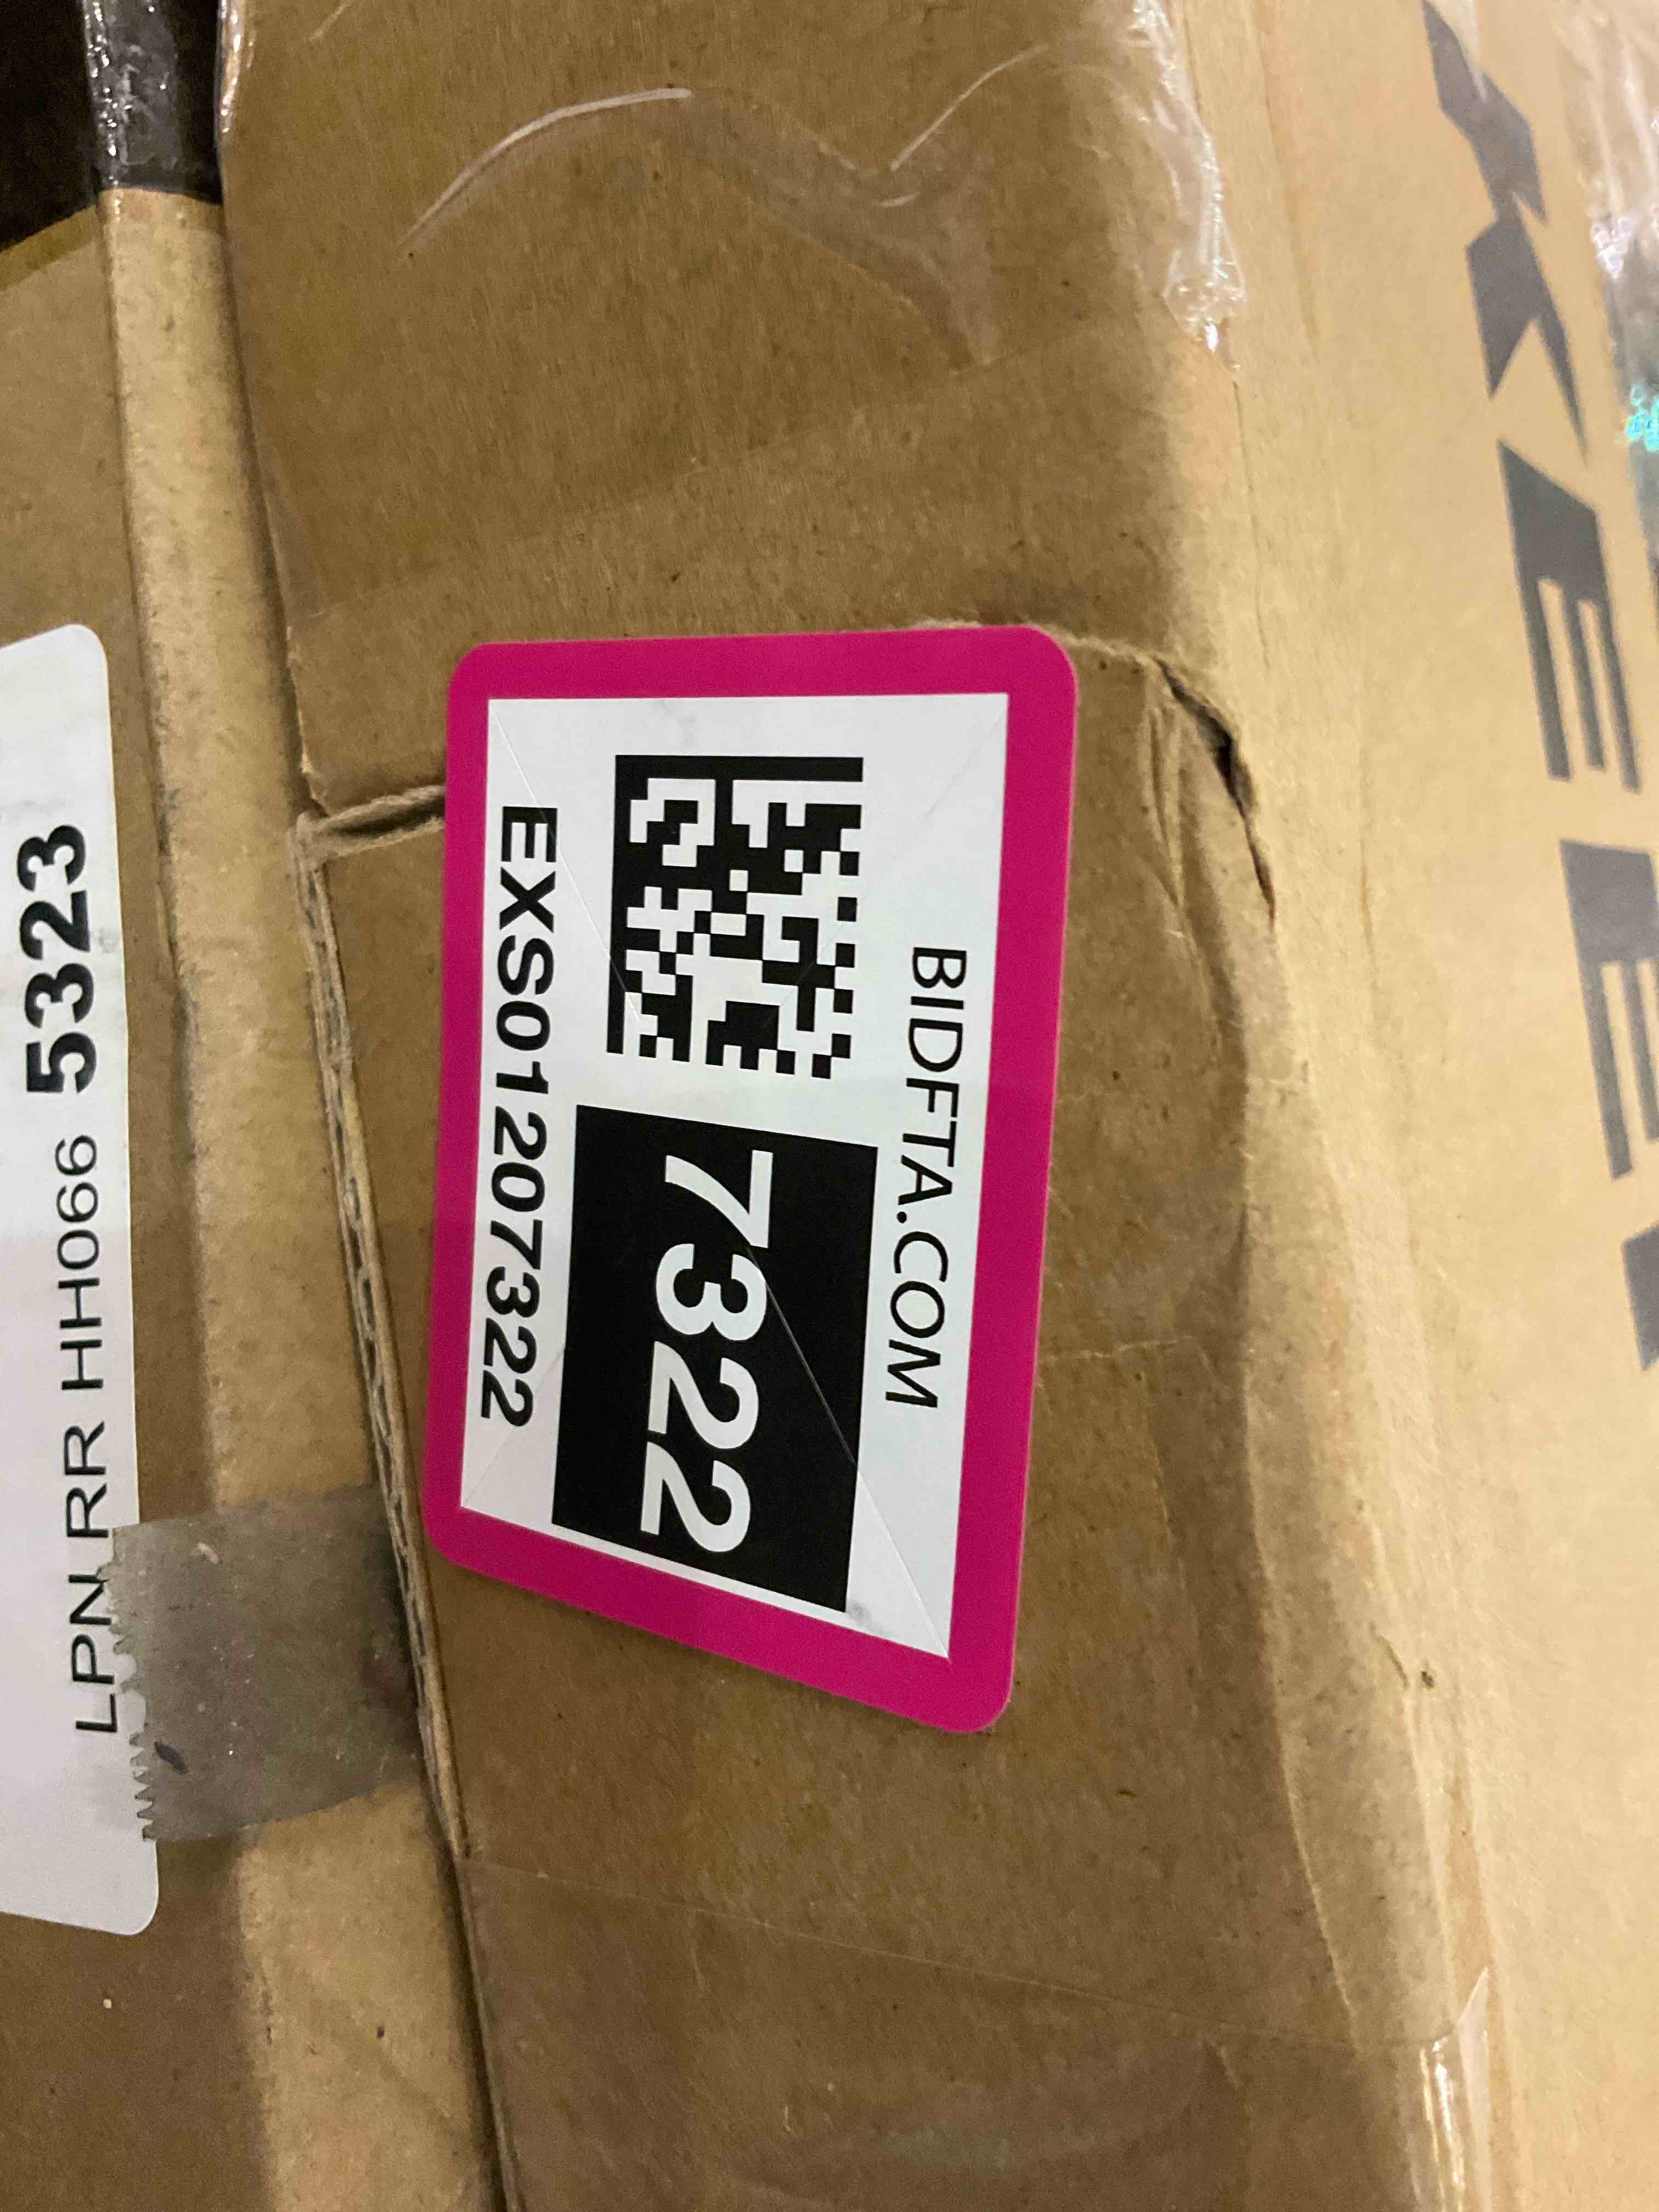 BIDFTA.COM
7322
EXS01207322
LPN RR HH066 5323